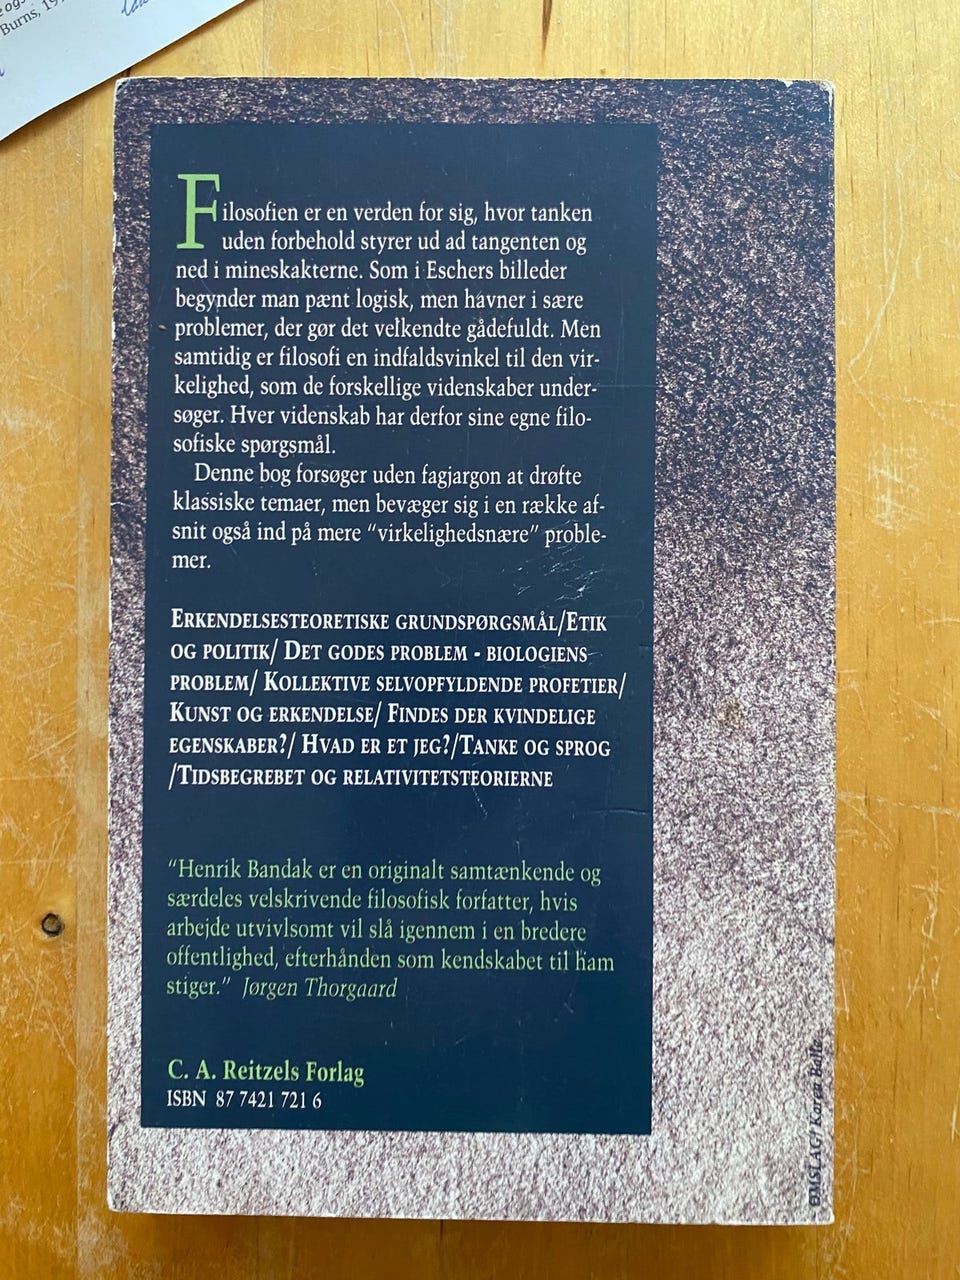 Burns, 19
Filosofien er en verden for sig, hvor tanken
uden forbehold styrer ud ad tangenten og
ned i mineskakterne. Som i Eschers billeder
begynder man pænt logisk, men havner i sære
problemer, der gør det velkendte gådefuldt. Men
samtidig er filosofi en indfaldsvinkel til den vir-
kelighed, som de forskellige videnskaber under-
søger. Hver videnskab har derfor sine egne filo-
sofiske spørgsmål.
Denne bog forsøger uden fagjargon at drøfte
klassiske temaer, men bevæger sig i en række af-
snit også ind på mere "virkelighedsnære" proble-
mer.
ERKENDELSESTEORETISKE GRUNDSPØRGSMÅL/ETIK
OG POLITIK/ DET GODES PROBLEM - BIOLOGIENS
PROBLEM/ KOLLEKTIVE SELVOPFYLDENDE PROFETIER/
KUNST OG ERKENDELSE/ FINDES DER KVINDELIGE
EGENSKABER?/ HVAD ER ET JEG?/TANKE OG SPROG
/TIDSBEGREBET OG RELATIVITETSTEORIERNE
"Henrik Bandak er en originalt samtænkende og
særdeles velskrivende filosofisk forfatter, hvis
arbejde utvivlsomt vil slå igennem i en bredere
offentlighed, efterhånden som kendskabet til ham
stiger." Jørgen Thorgaard
C. A. Reitzels Forlag
ISBN 87 7421 721 6
OMSLAG / Karen